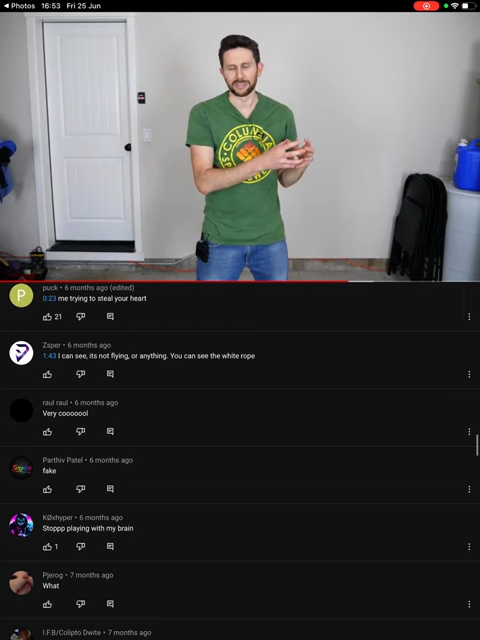 Photos 16:53 Fri 25 Jun
COLUMBIA
puck • 6 months ago (edited)
0:23 me trying to steal your heart
21
Zsper • 6 months ago
1:43 I can see, its not flying, or anything. You can see the white rope
raul raul • 6 months ago
Very cooooool
Parthiv Patel • 6 months ago
fake
KØxhyper • 6 months ago
Stoppp playing with my brain
1
Pjerog • 7 months ago
What
I.F.B/Colipto Dwite • 7 months ago